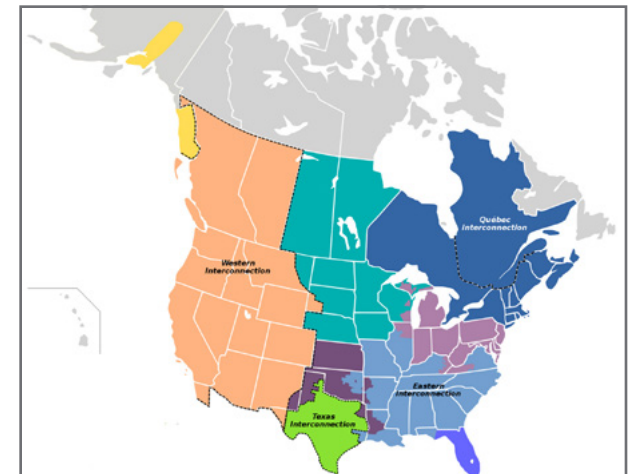 Québec
Interconnection
Western
Interconnection
Eastern
Interconnection
Texas
Interconnection